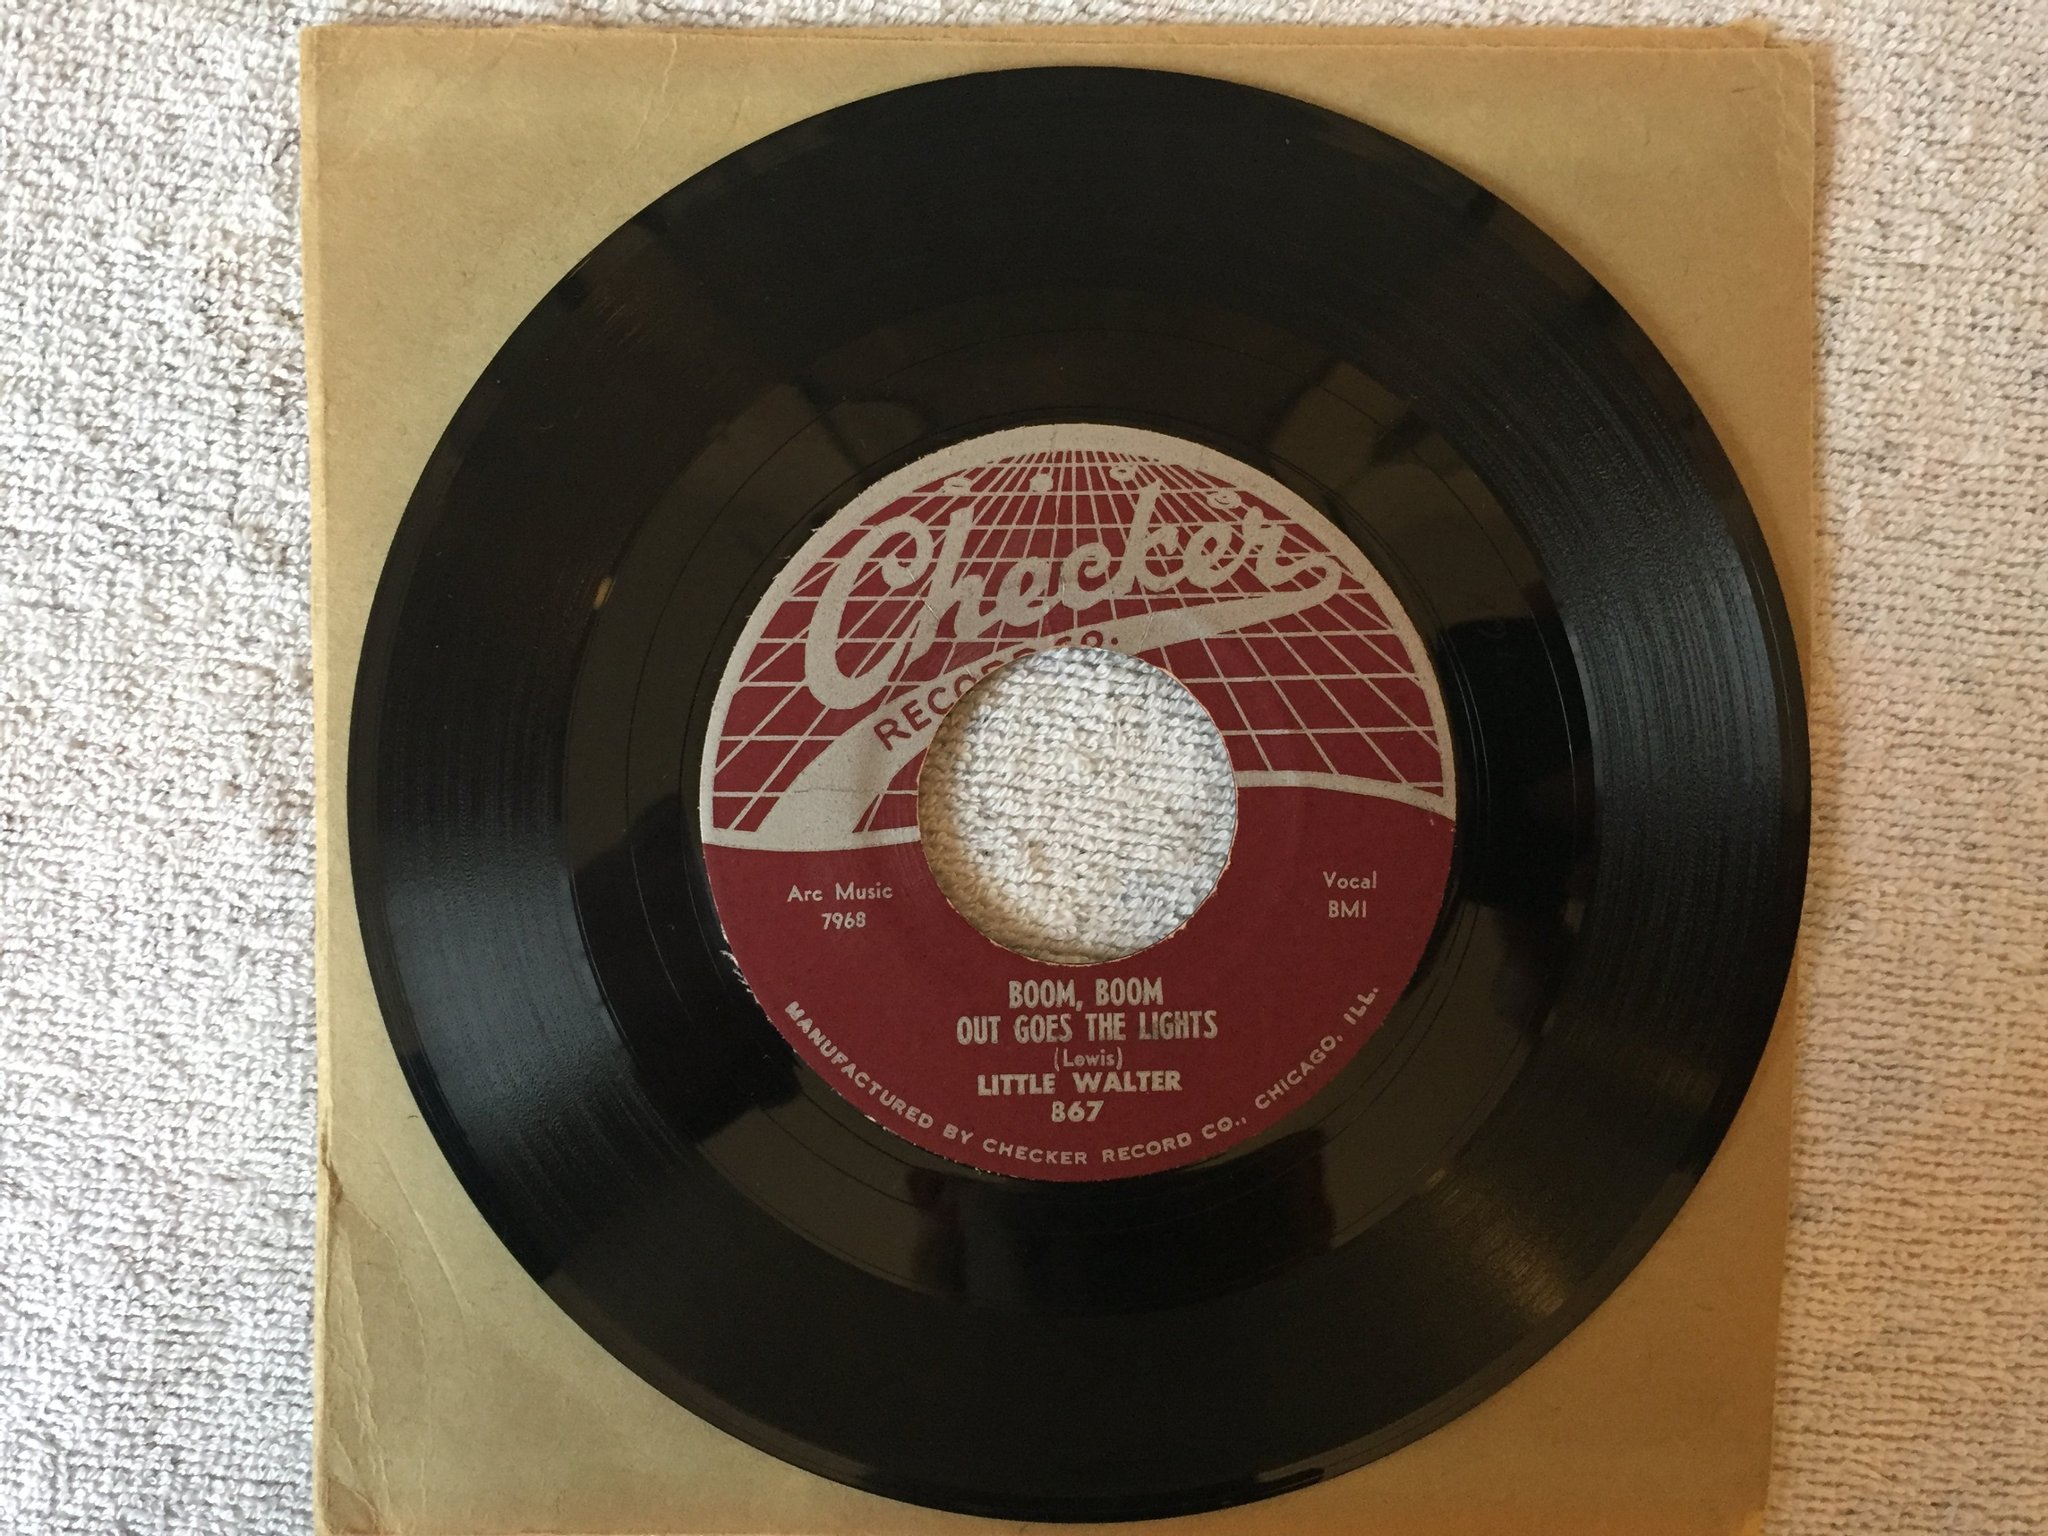 Checker
RECORD CO.
Arc Music
7968
Vocal
BMI
BOOM, BOOM
OUT GOES THE LIGHTS
(Lewis)
LITTLE WALTER
867
MANUFACTURED BY CHECKER RECORD CO., CHICAGO, ILL.